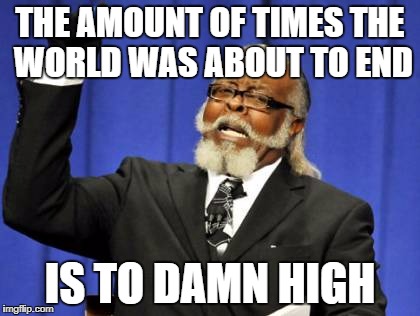 THE AMOUNT OF TIMES THE
WORLD WAS ABOUT TO END
IS TO DAMN HIGH
imgflip.com